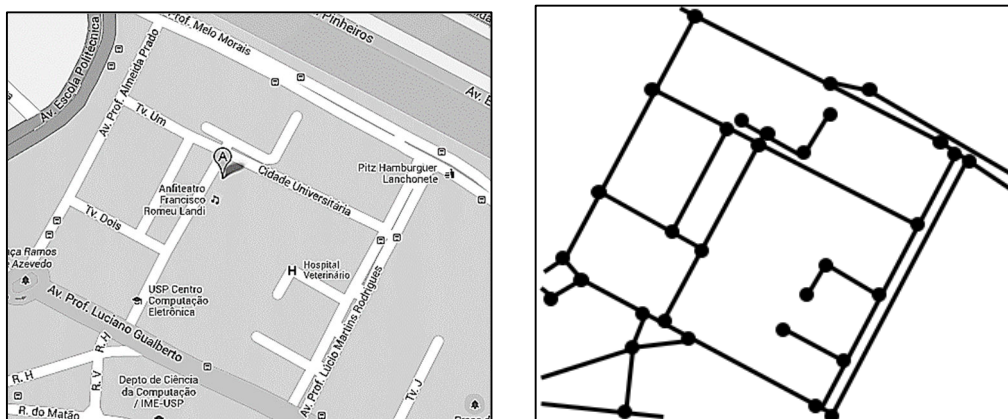 Av. Escola Politécnica
Av. Prof. Melo Morais
Pinheiros
Av. Prof. Almeida Prado
Tv. Um
A
Cidade Universitária
Pitz Hamburguer
Lanchonete
Anfiteatro
Francisco
Romeu Landi
Tv. Dois
Ramos
Azevedo
H
Hospital
Veterinário
USP Centro
Computação
Eletrônica
Av. Prof. Luciano Gualberto
Av. Prof. Lúcio Martins Rodrigues
R. H
R. H
R. V
Tv. J
Depto de Ciência
da Computação
/ IME-USP
R. do Matão